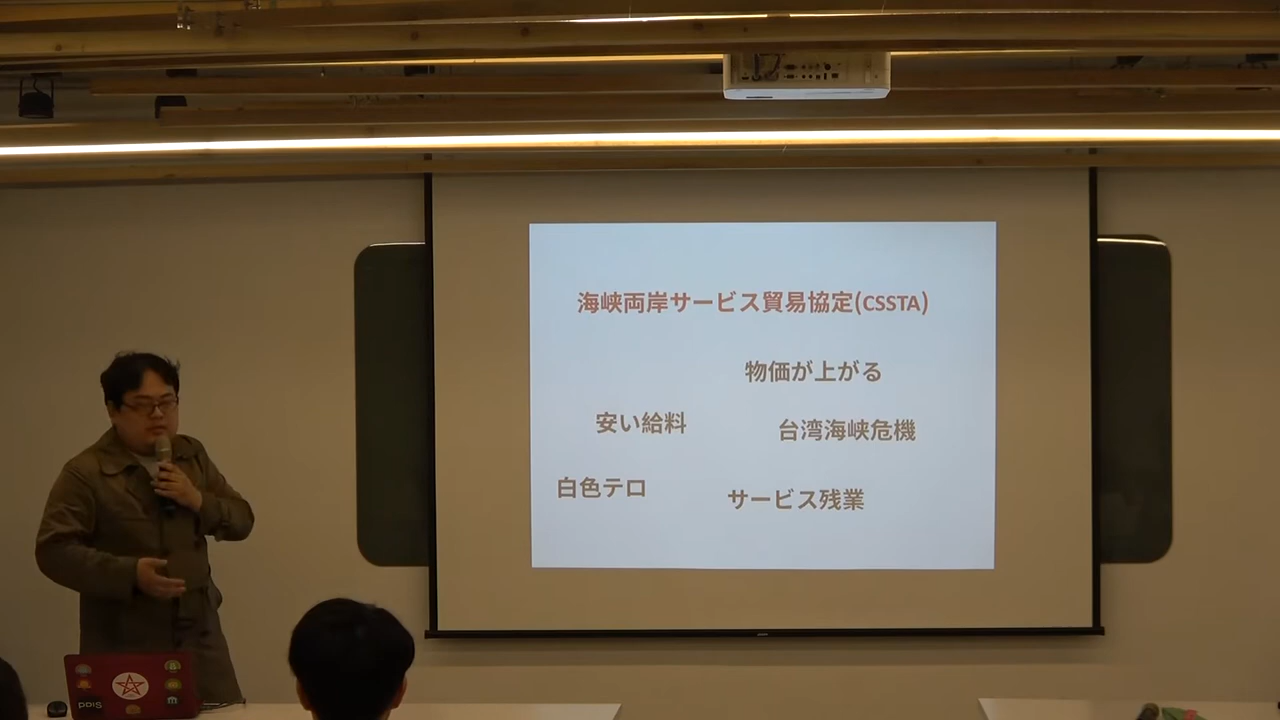 海峡両岸サービス貿易協定(CSSTA)
物価が上がる
安い給料
台湾海峡危機
白色テロ
サービス残業
PDIS